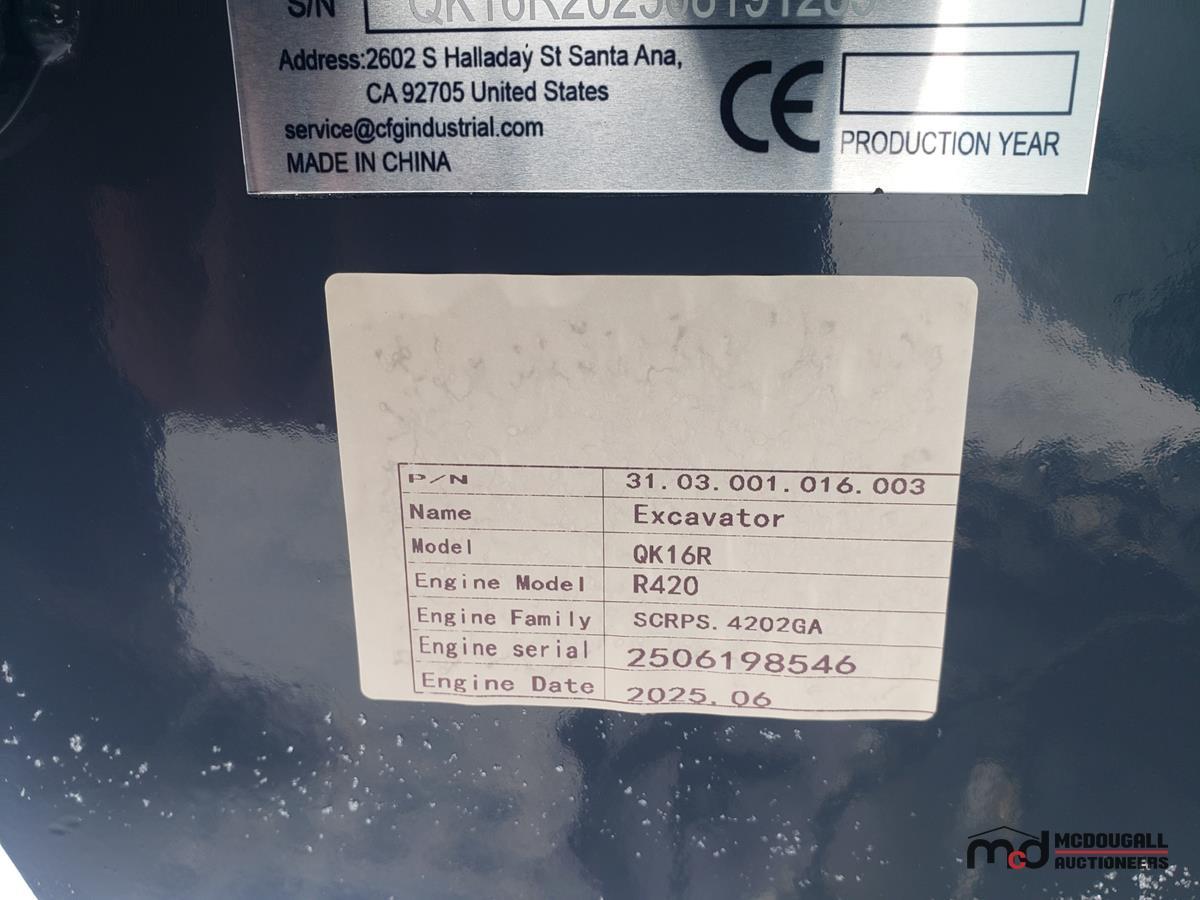 S/N
Address:2602 S Halladay St Santa Ana,
CA 92705 United States
service@cfgindustrial.com
MADE IN CHINA
CE
PRODUCTION YEAR
P/N 31.03.001.016.003
Name Excavator
Model QK16R
Engine Model R420
Engine Family SCRPS.4202GA
Engine serial 2506198546
Engine Date 2025.06
mcd MCDOUGALL
AUCTIONEERS